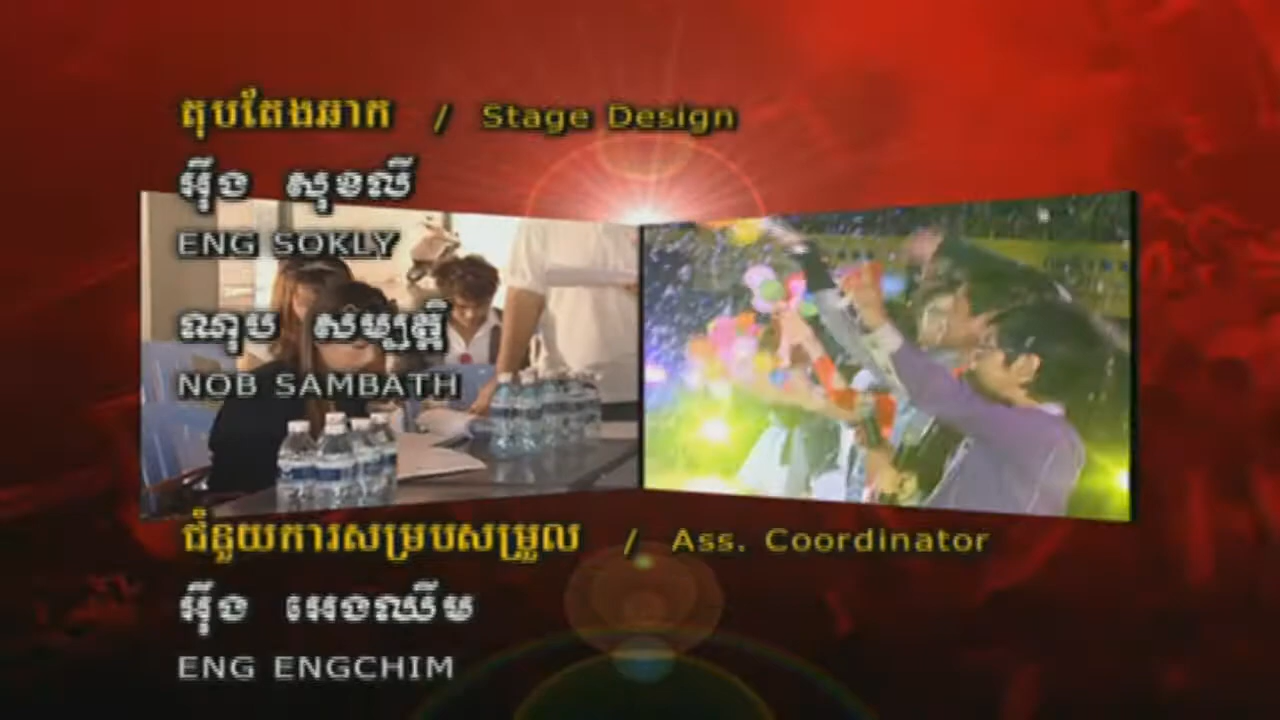 តុបតែងឆាក / Stage Design
អ៊ឹង សុខលី
ENG SOKLY
ណុប សម្បត្តិ
NOB SAMBATH
ជំនួយការសម្របសម្រួល / Ass. Coordinator
អ៊ឹង អេងឈឹម
ENG ENGCHIM